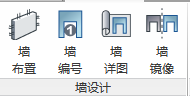 墙 墙 墙 墙
布置 编号 详图 镜像
墙设计